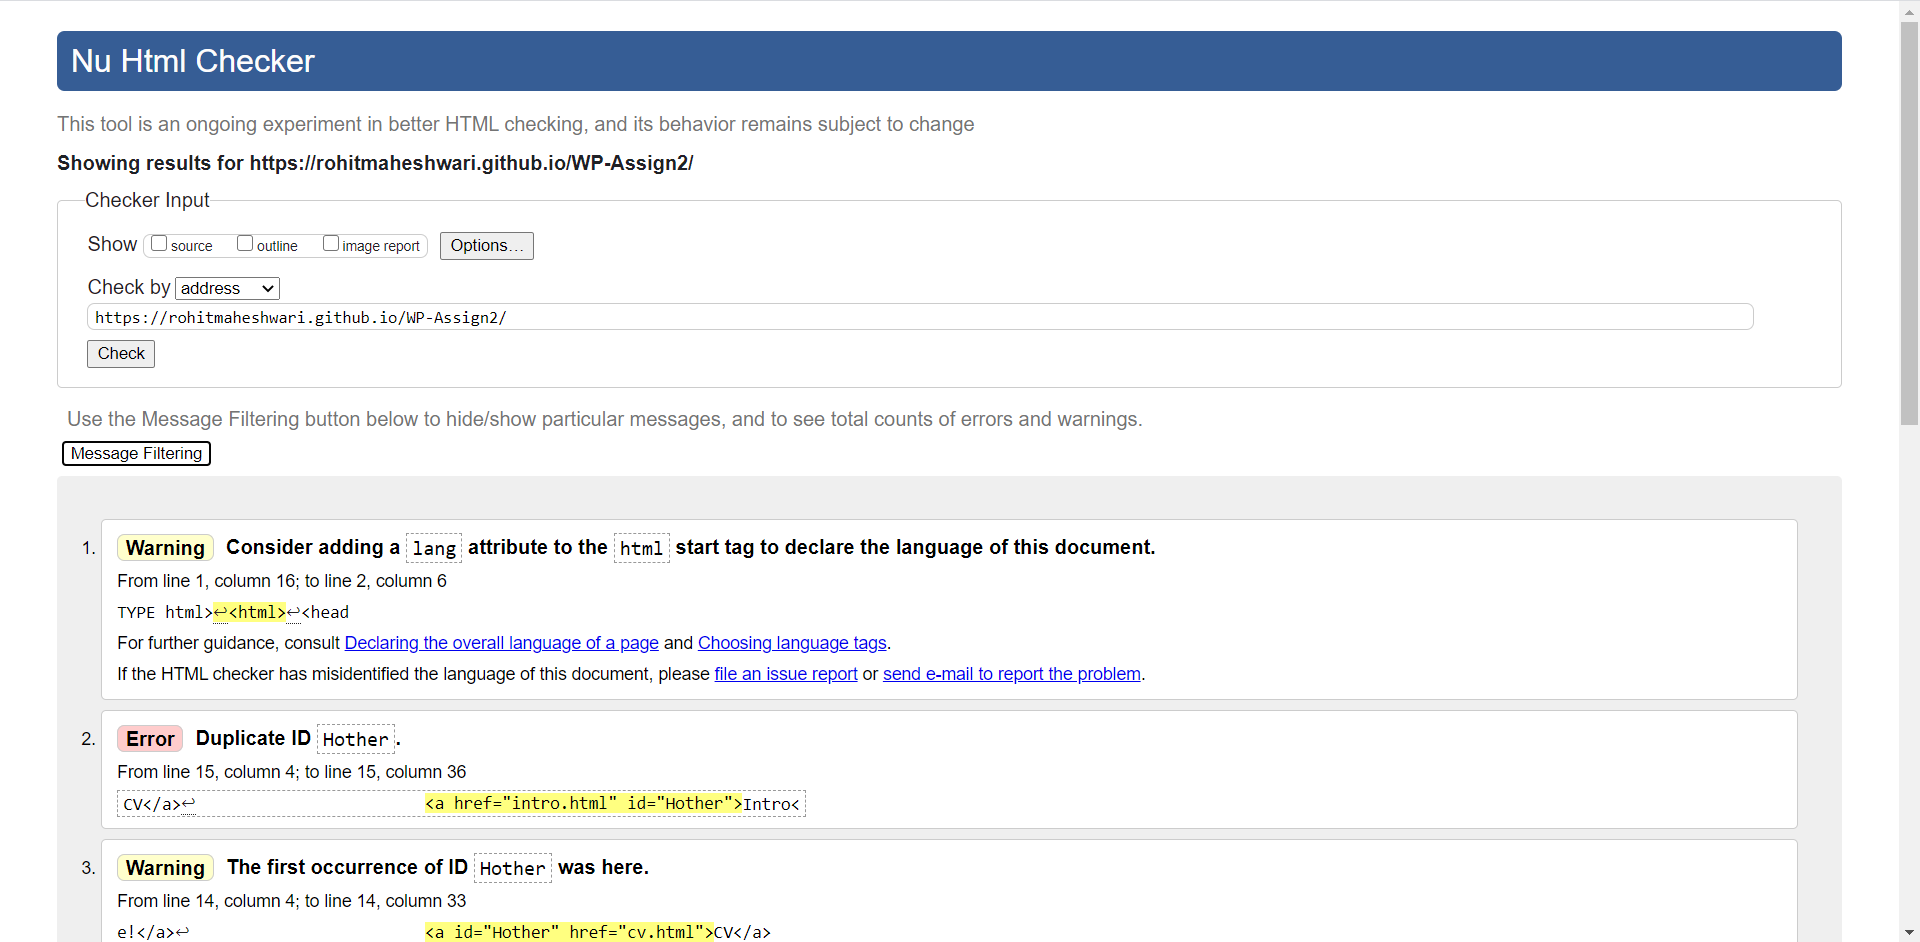 Nu Html Checker
This tool is an ongoing experiment in better HTML checking, and its behavior remains subject to change
Showing results for https://rohitmaheshwari.github.io/WP-Assign2/
Checker Input
Show source outline image report Options...
Check by address
https://rohitmaheshwari.github.io/WP-Assign2/
Check
Use the Message Filtering button below to hide/show particular messages, and to see total counts of errors and warnings.
Message Filtering
1. Warning Consider adding a lang attribute to the html start tag to declare the language of this document.
From line 1, column 16; to line 2, column 6
TYPE html>↩<html>↩<head
For further guidance, consult Declaring the overall language of a page and Choosing language tags.
If the HTML checker has misidentified the language of this document, please file an issue report or send e-mail to report the problem.
2. Error Duplicate ID Hother.
From line 15, column 4; to line 15, column 36
CV</a>↩ <a href="intro.html" id="Hother">Intro<
3. Warning The first occurrence of ID Hother was here.
From line 14, column 4; to line 14, column 33
e!</a>↩ <a id="Hother" href="cv.html">CV</a>